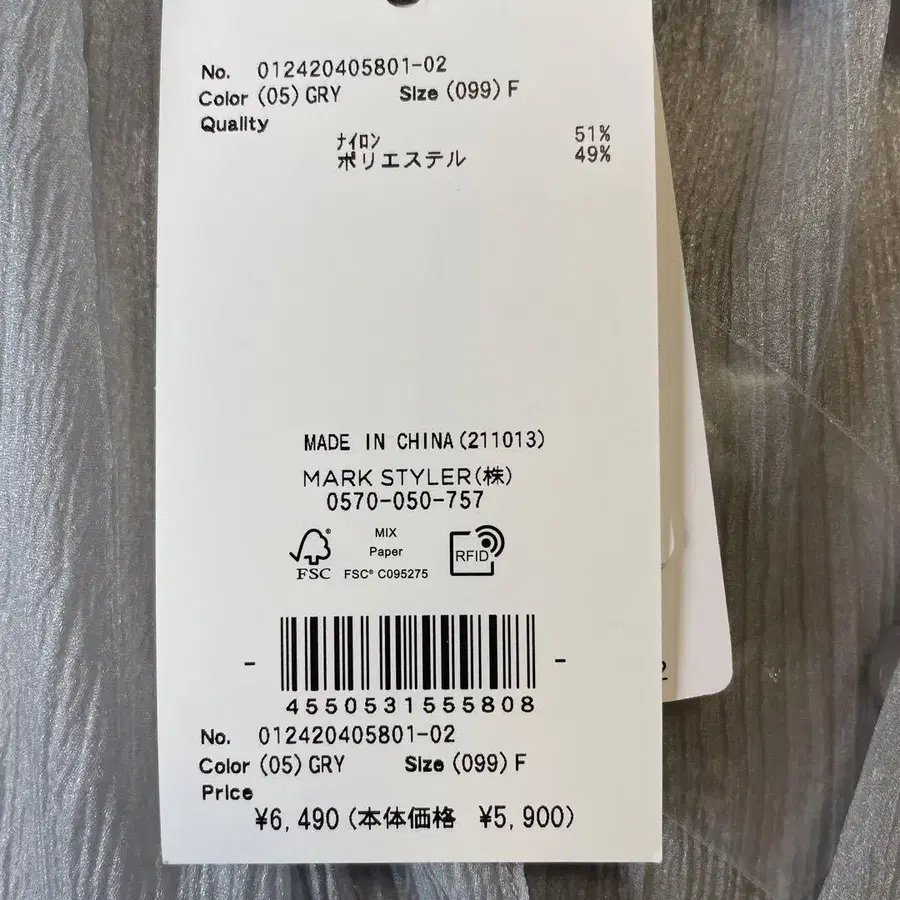 No. 012420405801-02
Color (05) GRY Size (099) F
Quality
ﾅｲﾛﾝ 51%
ポリエステル 49%
MADE IN CHINA (211013)
MARK STYLER(株)
0570-050-757
FSC
MIX
Paper
FSC® C095275
RFID
4550531555808
No. 012420405801-02
Color (05) GRY Size (099) F
Price
¥6,490 (本体価格 ¥5,900)